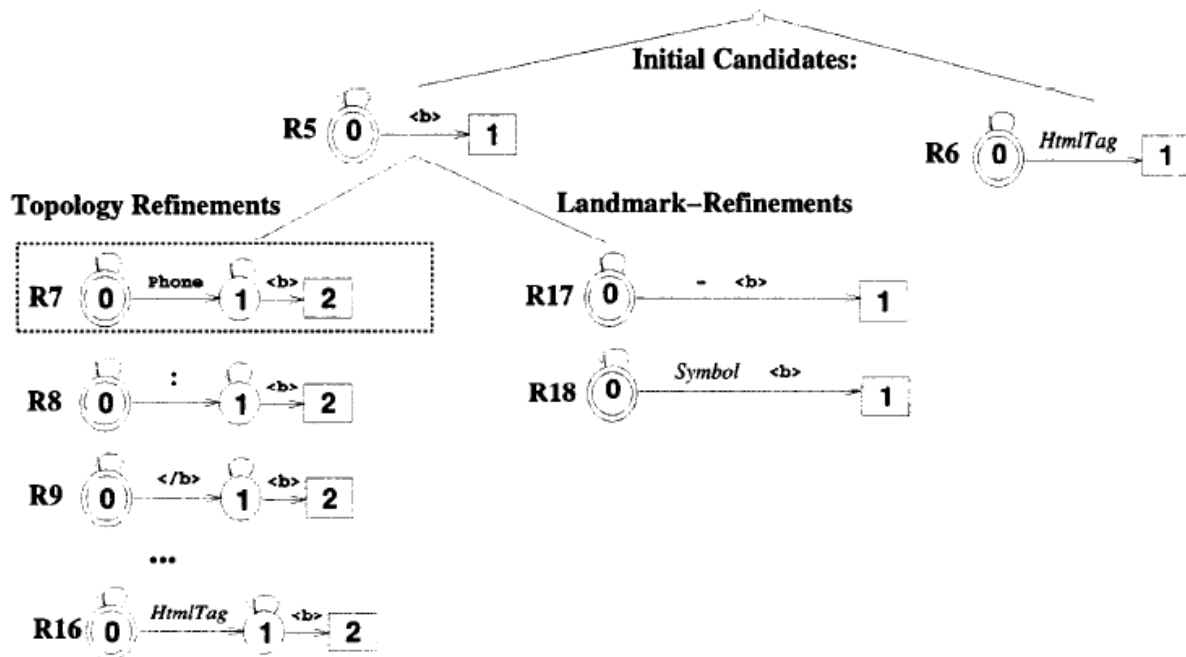 Initial Candidates:
R5 0 <b> 1
R6 0 HtmlTag 1
Topology Refinements
Landmark–Refinements
R7 0 Phone 1 <b> 2
R17 0 - <b> 1
R8 0 : 1 <b> 2
R18 0 Symbol <b> 1
R9 0 </b> 1 <b> 2
...
R16 0 HtmlTag 1 <b> 2